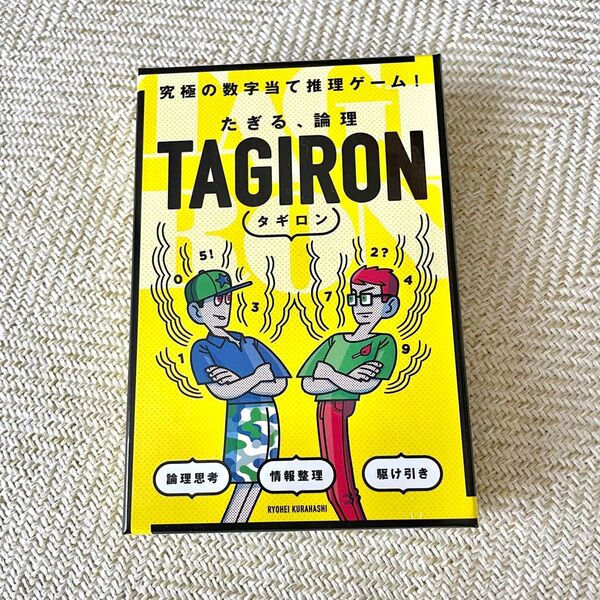 究極の数字当て推理ゲーム!
たぎる、論理
TAGIRON
タギロン
5!
2?
0
4
3
7
1
9
論理思考
情報整理
駆け引き
RYOHEI KURAHASHI